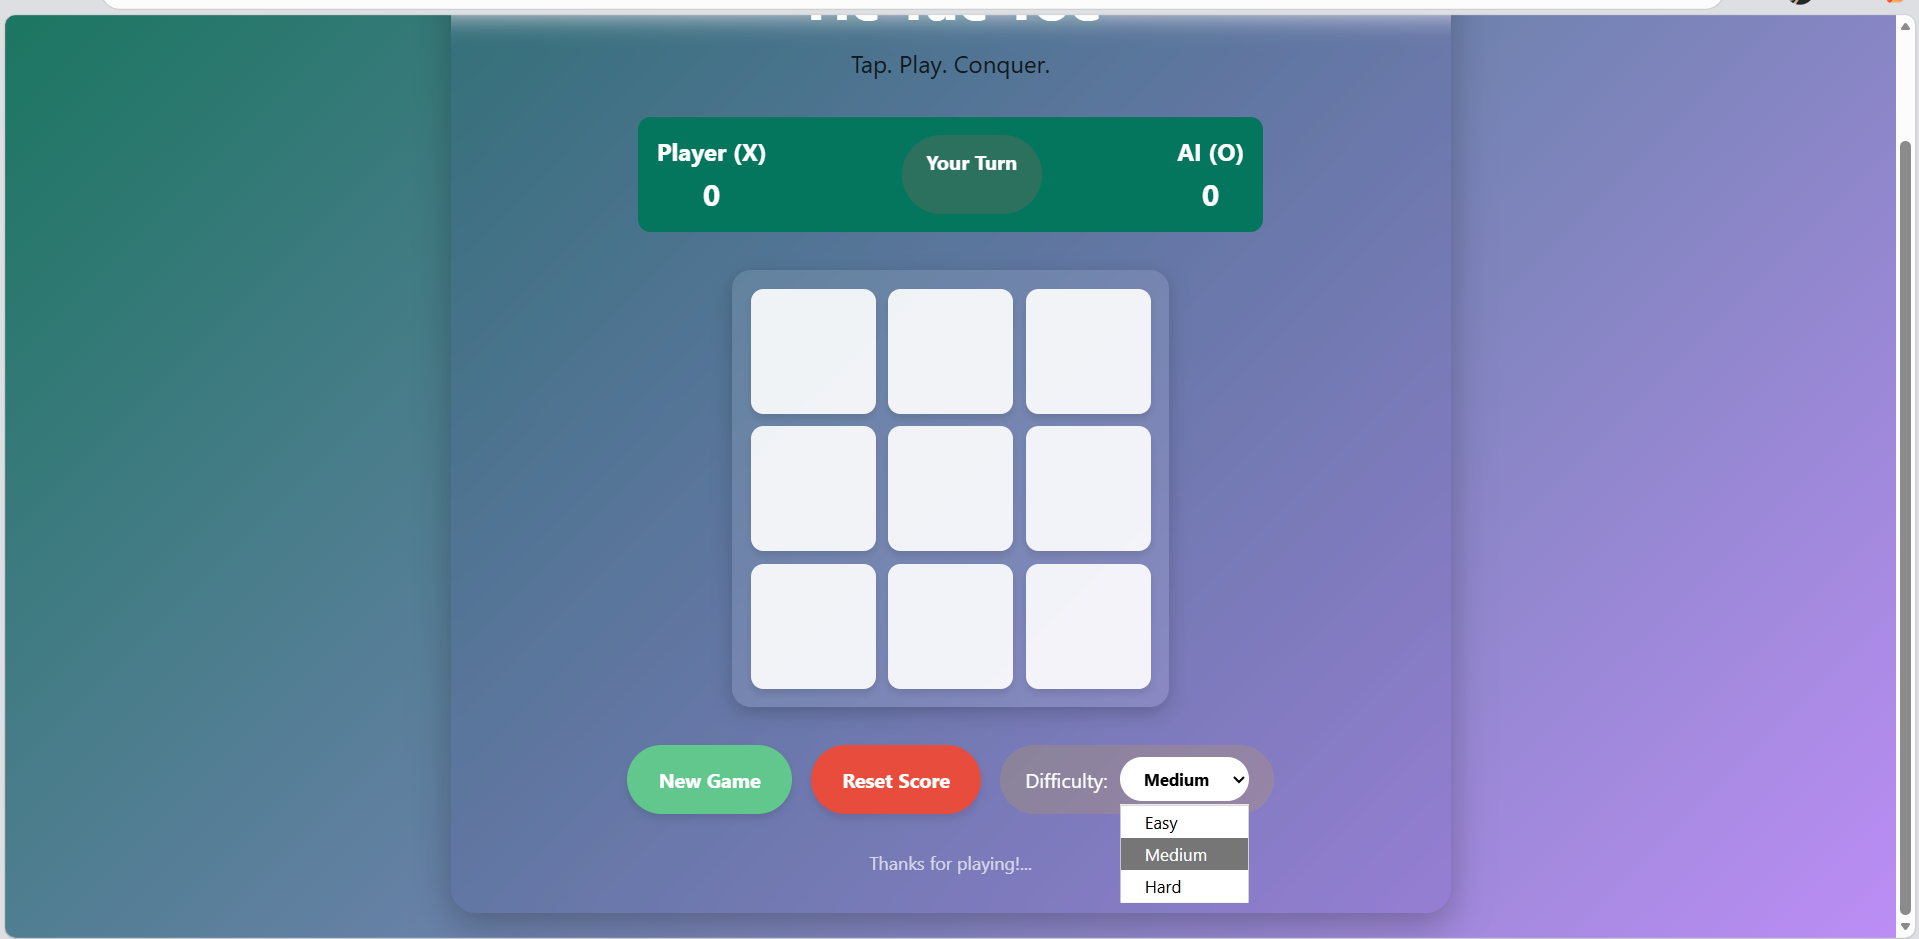 Tap. Play. Conquer.
Player (X)
0
Your Turn
AI (O)
0
New Game
Reset Score
Difficulty:
Medium
Easy
Medium
Hard
Thanks for playing!...